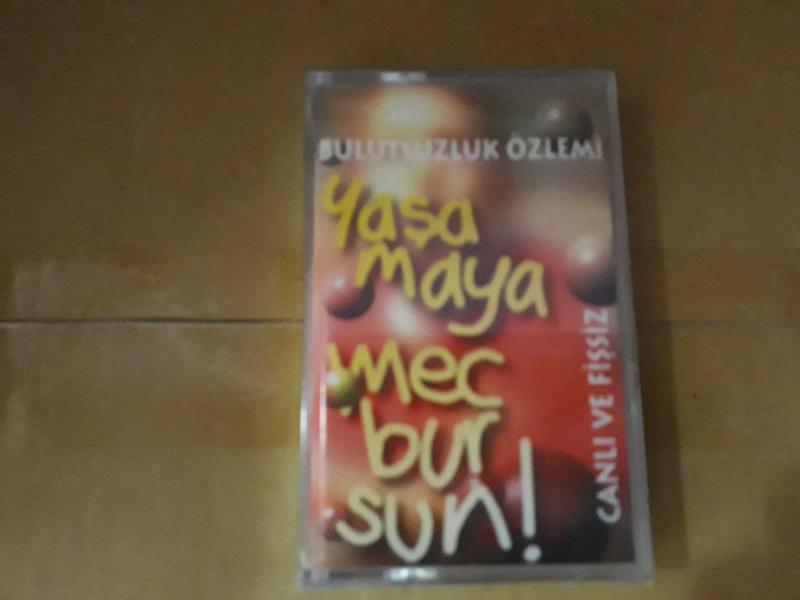 BULUTSUZLUK ÖZLEMİ
yaşa
maya
mec
bur
sun!
CANLI VE FİŞSİZ